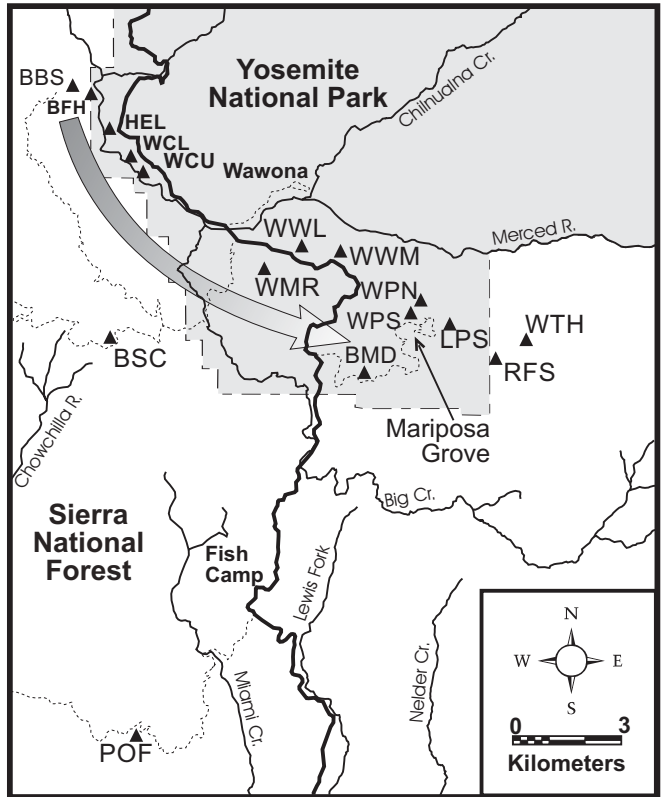 Chilnualna Cr.
Yosemite
National Park
BBS
BFH
HEL
WCL
WCU
Wawona
Merced R.
WWL
WWM
WMR
WPN
WPS
LPS
WTH
BSC
BMD
RFS
Mariposa
Grove
Chowchilla R.
Big Cr.
Sierra
National
Forest
Fish
Camp
Lewis Fork
Nelder Cr.
Miami Cr.
POF
N
W E
S
0 3
Kilometers